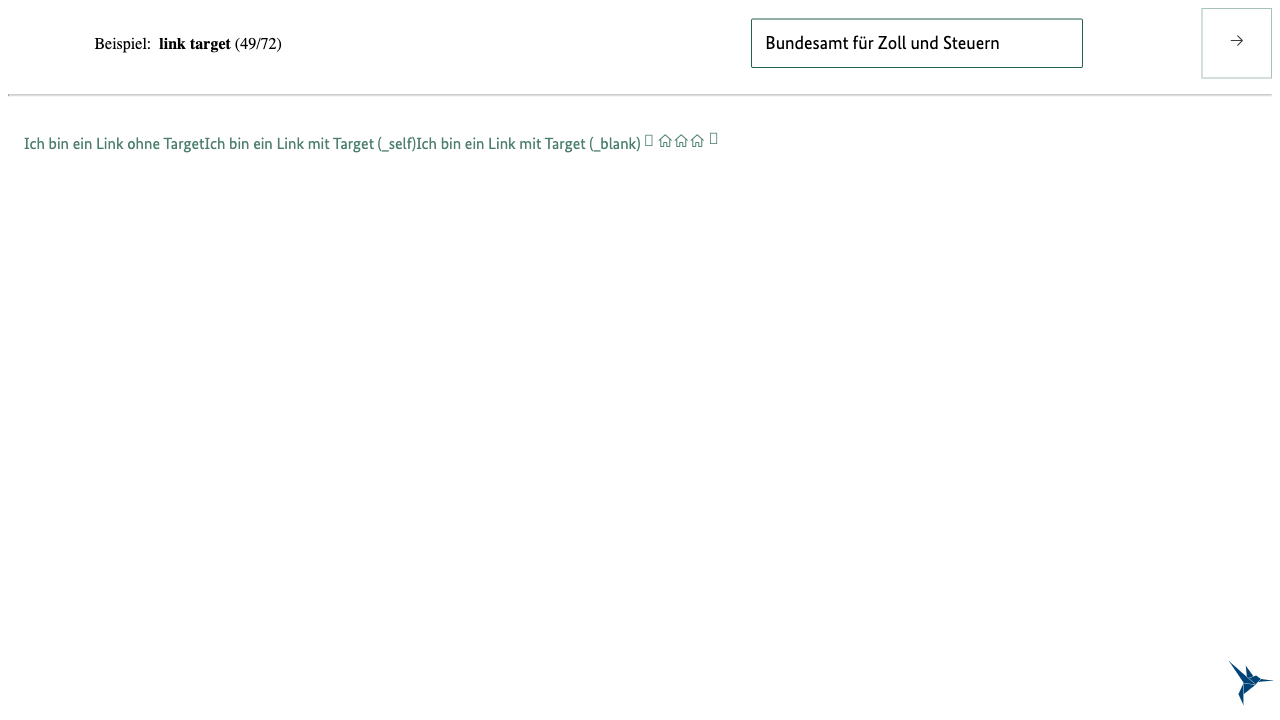 Beispiel: link target (49/72)
Bundesamt für Zoll und Steuern
Ich bin ein Link ohne TargetIch bin ein Link mit Target (_self)Ich bin ein Link mit Target (_blank)